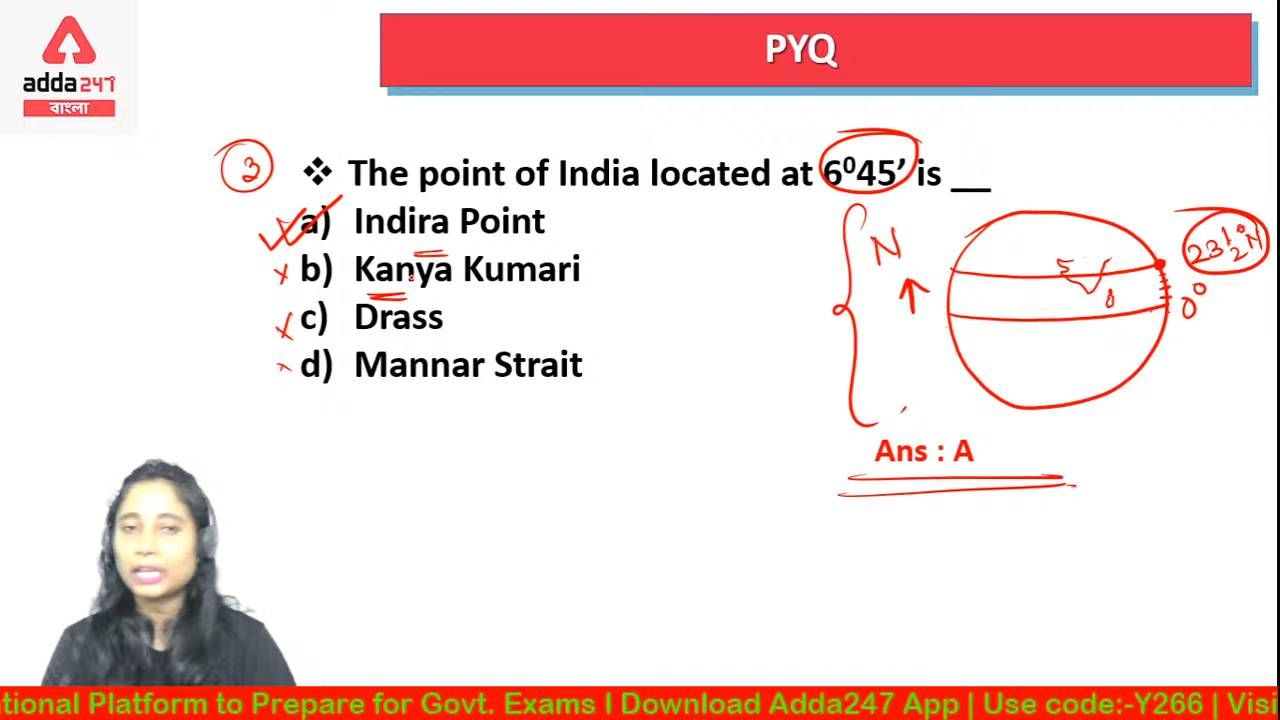 adda247
বাংলা
PYQ
3
❖ The point of India located at 6⁰45’ is __
a) Indira Point
b) Kanya Kumari
c) Drass
d) Mannar Strait
N
23½°N
0°
Ans : A
tional Platform to Prepare for Govt. Exams I Download Adda247 App | Use code:-Y266 | Visi